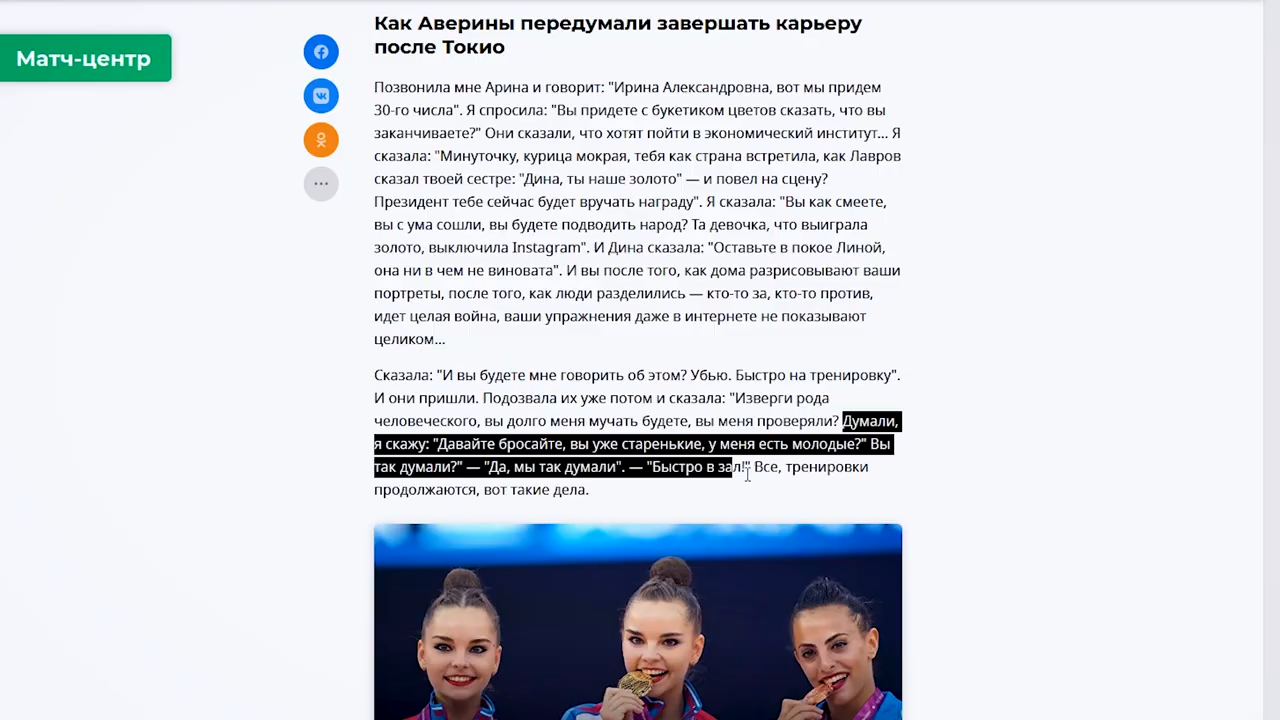 Как Аверины передумали завершать карьеру
после Токио
Матч-центр
Позвонила мне Арина и говорит: "Ирина Александровна, вот мы придем
30-го числа". Я спросила: "Вы придете с букетиком цветов сказать, что вы
заканчиваете?" Они сказали, что хотят пойти в экономический институт... Я
сказала: "Минуточку, курица мокрая, тебя как страна встретила, как Лавров
сказал твоей сестре: "Дина, ты наше золото" — и повел на сцену?
Президент тебе сейчас будет вручать награду". Я сказала: "Вы как смеете,
вы с ума сошли, вы будете подводить народ? Та девочка, что выиграла
золото, выключила Instagram". И Дина сказала: "Оставьте в покое Линой,
она ни в чем не виновата". И вы после того, как дома разрисовывают ваши
портреты, после того, как люди разделились — кто-то за, кто-то против,
идет целая война, ваши упражнения даже в интернете не показывают
целиком...
Сказала: "И вы будете мне говорить об этом? Убью. Быстро на тренировку".
И они пришли. Подозвала их уже потом и сказала: "Изверги рода
человеческого, вы долго меня мучать будете, вы меня проверяли? Думали,
я скажу: "Давайте бросайте, вы уже старенькие, у меня есть молодые?" Вы
так думали?" — "Да, мы так думали". — "Быстро в зал!" Все, тренировки
продолжаются, вот такие дела.